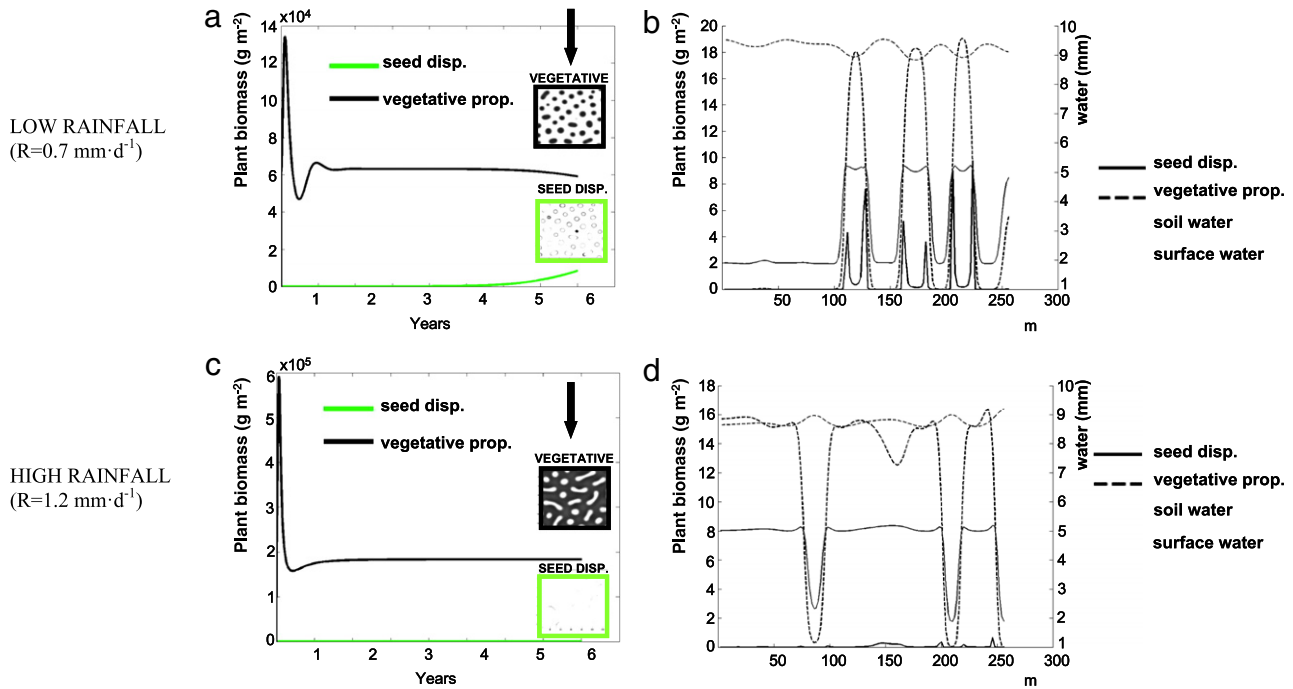 a
x10⁴
14
12
10
8
6
4
2
0
Plant biomass (g m⁻²)
seed disp.
vegetative prop.
VEGETATIVE
SEED DISP.
1 2 3 4 5 6
Years
LOW RAINFALL
(R=0.7 mm·d⁻¹)
b
20
18
16
14
12
10
8
6
4
2
0
Plant biomass (g m⁻²)
10
9
8
7
6
5
4
3
2
1
water (mm)
50 100 150 200 250 300
m
seed disp.
vegetative prop.
soil water
surface water
c
x10⁵
6
5
4
3
2
1
0
Plant biomass (g m⁻²)
seed disp.
vegetative prop.
VEGETATIVE
SEED DISP.
1 2 3 4 5 6
Years
HIGH RAINFALL
(R=1.2 mm·d⁻¹)
d
18
16
14
12
10
8
6
4
2
0
Plant biomass (g m⁻²)
10
9
8
7
6
5
4
3
2
1
water (mm)
50 100 150 200 250 300
m
seed disp.
vegetative prop.
soil water
surface water